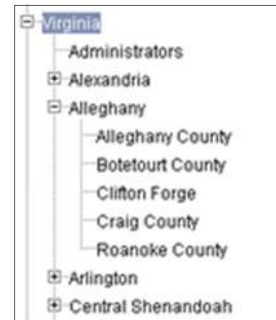 Virginia
Administrators
Alexandria
Alleghany
Alleghany County
Botetourt County
Clifton Forge
Craig County
Roanoke County
Arlington
Central Shenandoah